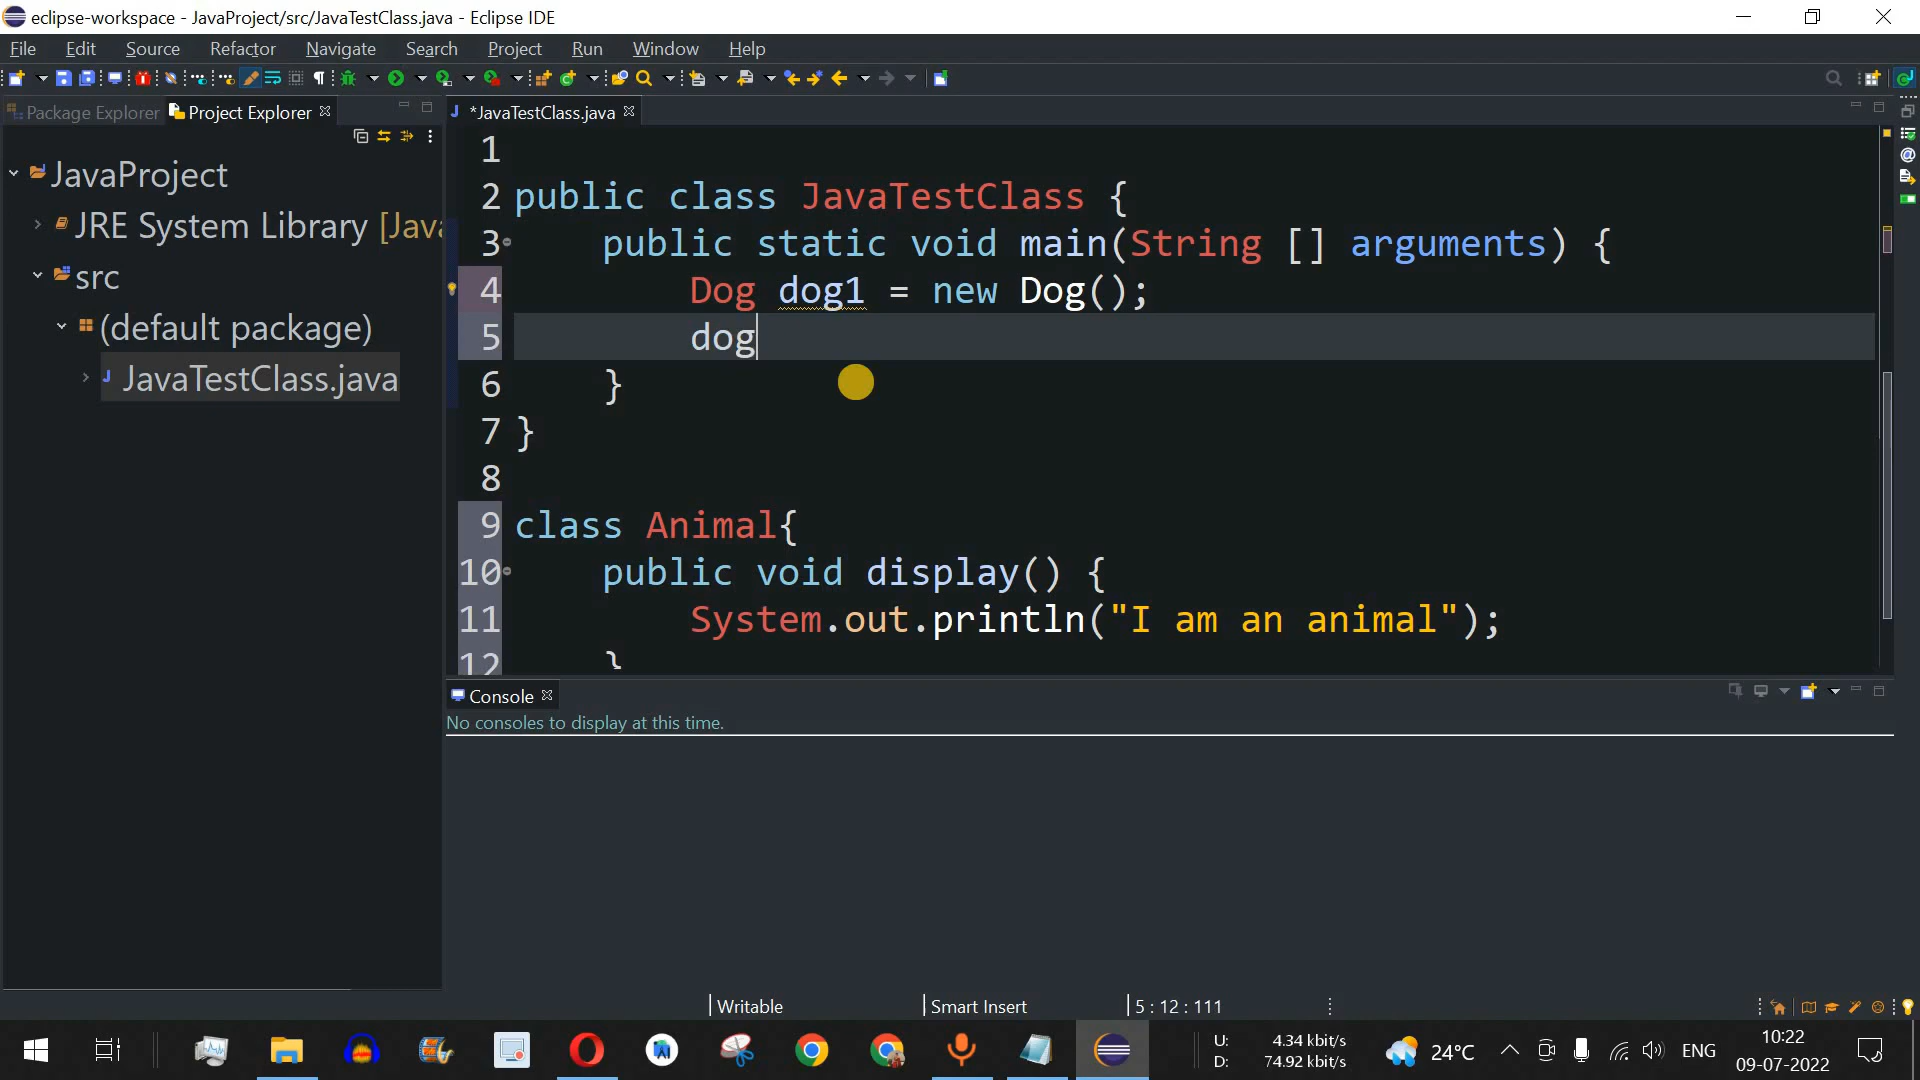 eclipse-workspace - JavaProject/src/JavaTestClass.java - Eclipse IDE
File Edit Source Refactor Navigate Search Project Run Window Help
Package Explorer Project Explorer
*JavaTestClass.java
JavaProject
JRE System Library [Java
src
(default package)
JavaTestClass.java
1
2 public class JavaTestClass {
3 public static void main(String [] arguments) {
4 Dog dog1 = new Dog();
5 dog
6 }
7 }
8
9 class Animal{
10 public void display() {
11 System.out.println("I am an animal");
12 }
Console
No consoles to display at this time.
Writable Smart Insert 5 : 12 : 111
U: 4.34 kbit/s
D: 74.92 kbit/s
24°C
ENG
10:22
09-07-2022